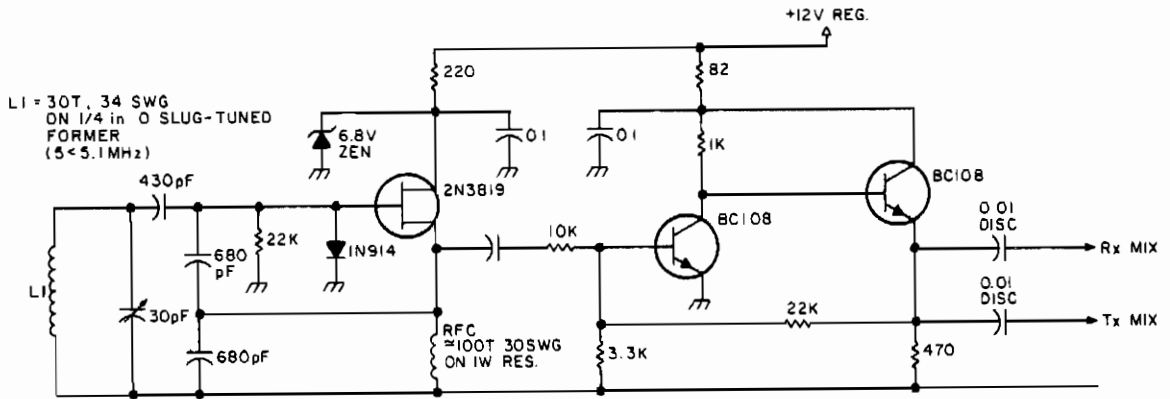 +12V REG.
220
82
L1 = 30T, 34 SWG
ON 1/4 in O SLUG-TUNED
FORMER
(5<5.1MHz)
6.8V
ZEN
01
01
1K
430pF
2N3819
BC108
BC108
22K
1N914
680
pF
10K
0.01
DISC
Rx MIX
L1
30pF
0.01
DISC
22K
Tx MIX
680pF
RFC
≃100T 30SWG
ON 1W RES.
3.3K
470